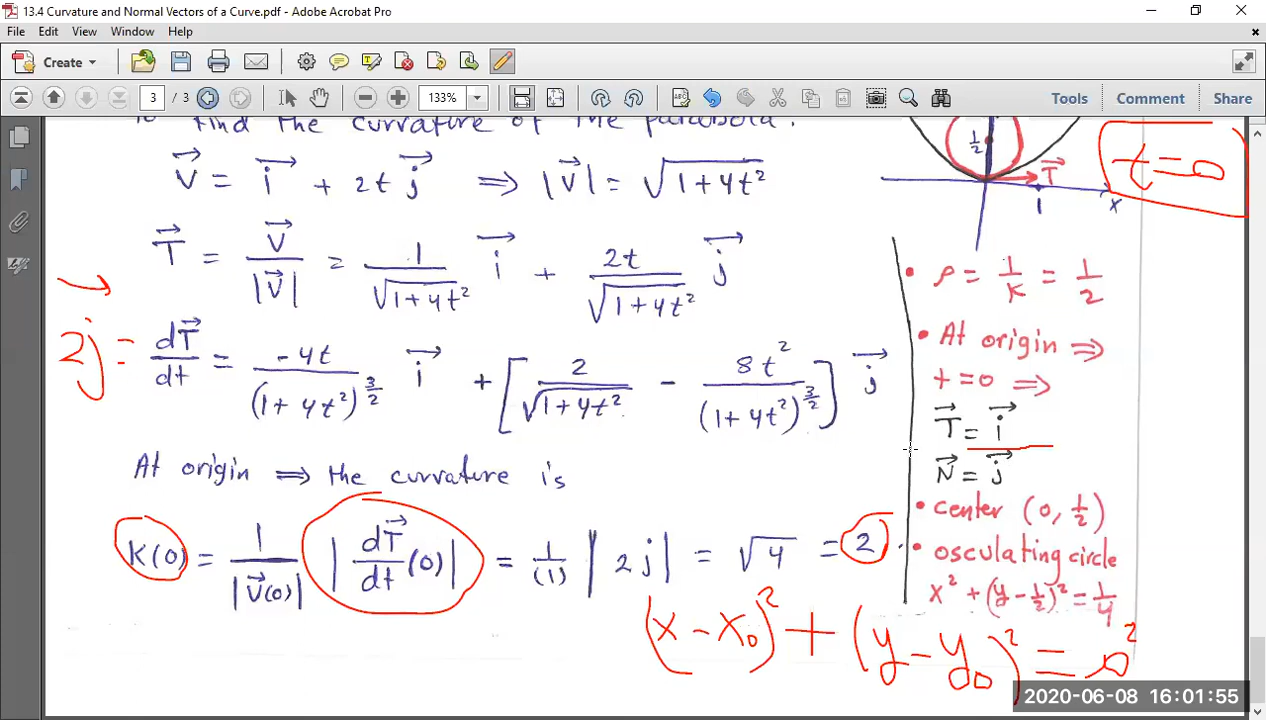 13.4 Curvature and Normal Vectors of a Curve.pdf - Adobe Acrobat Pro
File Edit View Window Help
Create
3 / 3 133% Tools Comment Share
To find the curvature of the parabola.
V⃗ = i⃗ + 2t j⃗ ⟹ |V⃗| = √(1+4t²)
T⃗ = V⃗/|V⃗| = 1/√(1+4t²) i⃗ + 2t/√(1+4t²) j⃗
2j⃗ = dT⃗/dt = -4t/(1+4t²)^(3/2) i⃗ + [2/√(1+4t²) - 8t²/(1+4t²)^(3/2)] j⃗
At origin ⟹ the curvature is
K(0) = 1/|V⃗(0)| |dT⃗/dt (0)| = 1/(1) |2j| = √4 = 2.
(x - x₀)² + (y - y₀)² = ρ²
1/2
T⃗
1
x
t=0
• ρ = 1/K = 1/2
• At origin ⟹
t=0 ⟹
T⃗ = i⃗
N⃗ = j⃗
• center (0, 1/2)
• osculating circle
x² + (y - 1/2)² = 1/4
2020-06-08 16:01:55